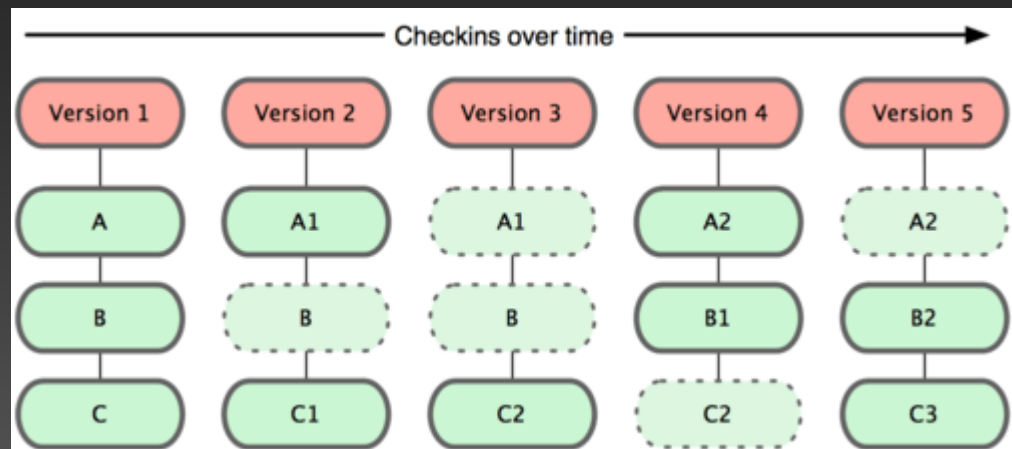 Checkins over time
Version 1 Version 2 Version 3 Version 4 Version 5
A A1 A1 A2 A2
B B B B1 B2
C C1 C2 C2 C3